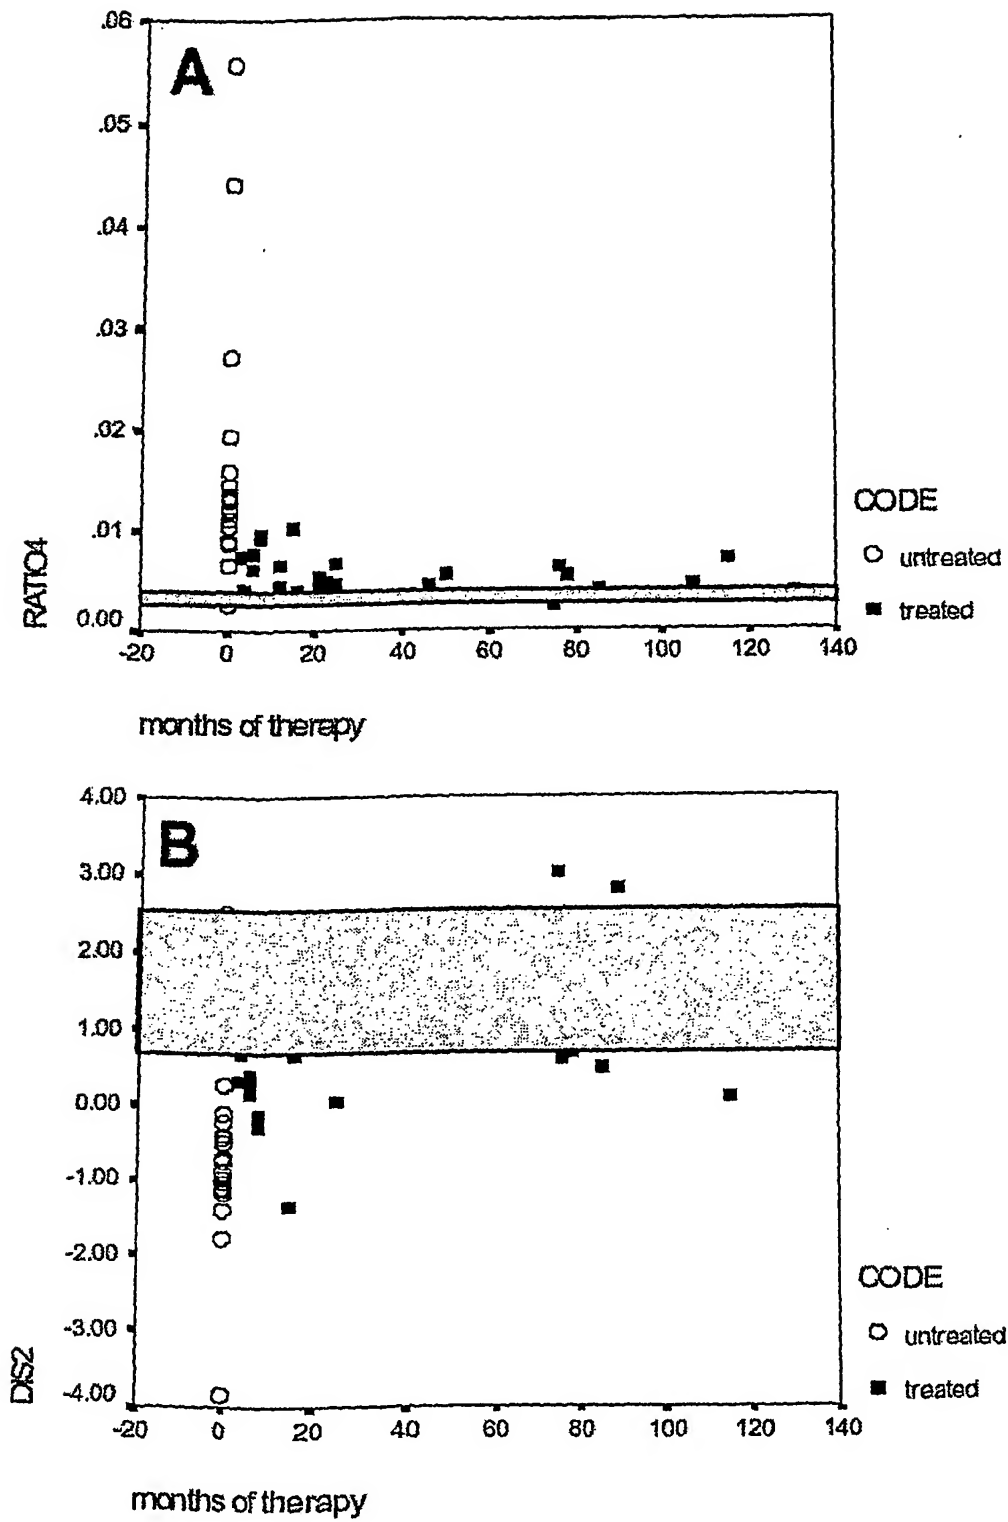 A
.06
.05
.04
.03
.02
.01
0.00
RATIO4
-20 0 20 40 60 80 100 120 140
months of therapy
CODE
untreated
treated
B
4.00
3.00
2.00
1.00
0.00
-1.00
-2.00
-3.00
-4.00
DIS2
-20 0 20 40 60 80 100 120 140
months of therapy
CODE
untreated
treated